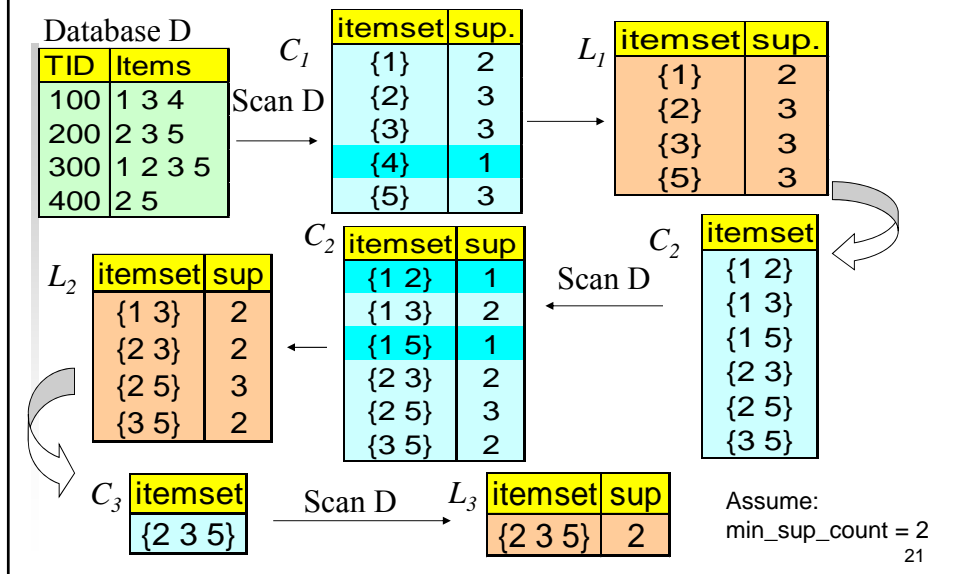 Database D
TID Items
100 1 3 4
200 2 3 5
300 1 2 3 5
400 2 5
Scan D
C1
itemset sup.
{1} 2
{2} 3
{3} 3
{4} 1
{5} 3
L1
itemset sup.
{1} 2
{2} 3
{3} 3
{5} 3
C2
itemset
{1 2}
{1 3}
{1 5}
{2 3}
{2 5}
{3 5}
Scan D
C2
itemset sup
{1 2} 1
{1 3} 2
{1 5} 1
{2 3} 2
{2 5} 3
{3 5} 2
L2
itemset sup
{1 3} 2
{2 3} 2
{2 5} 3
{3 5} 2
C3
itemset
{2 3 5}
Scan D
L3
itemset sup
{2 3 5} 2
Assume:
min_sup_count = 2
21